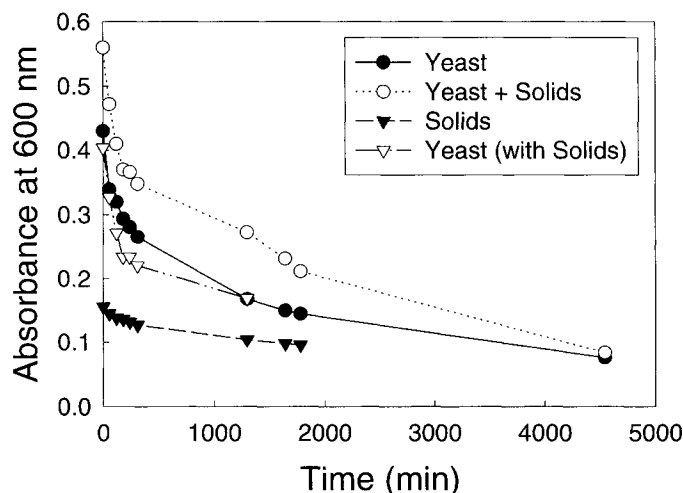 0.6
0.5
0.4
0.3
0.2
0.1
0.0
Absorbance at 600 nm
Yeast
Yeast + Solids
Solids
Yeast (with Solids)
0 1000 2000 3000 4000 5000
Time (min)